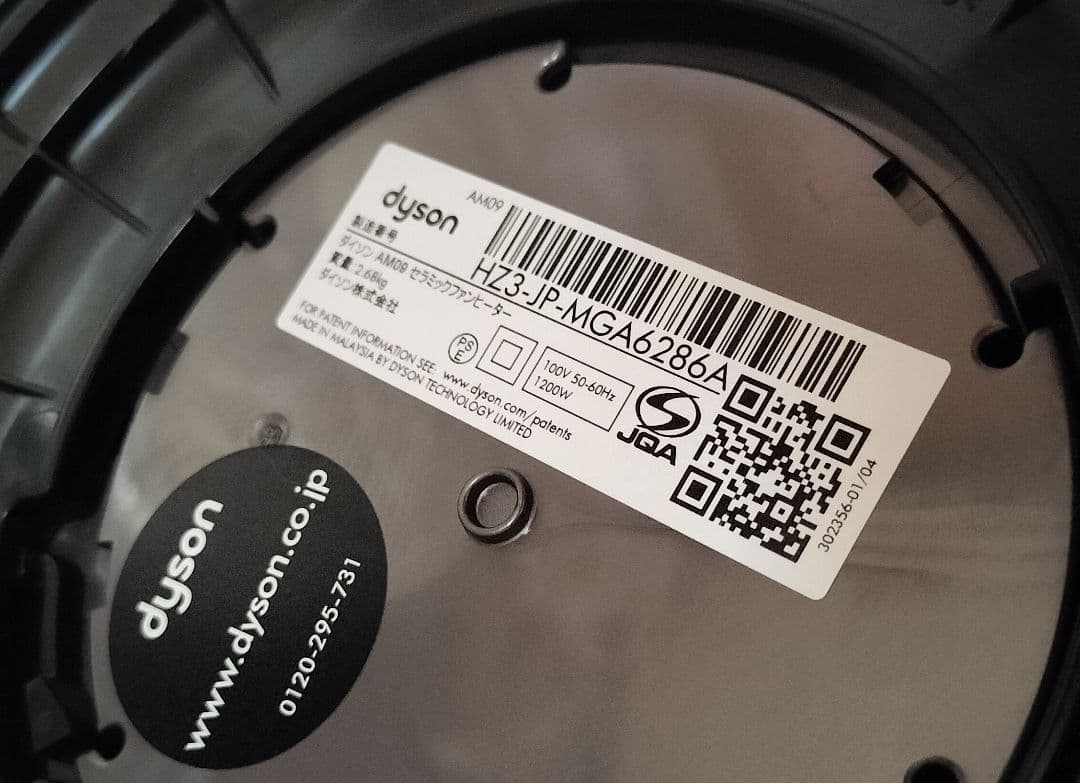 dyson
AM09
製造番号
HZ3-JP-MGA6286A
ダイソン AM09 セラミックファンヒーター
質量:2.68kg
ダイソン株式会社
PS
E
100V 50-60Hz
1200W
JQA
FOR PATENT INFORMATION SEE: www.dyson.com/patents
MADE IN MALAYSIA BY DYSON TECHNOLOGY LIMITED
302356-01/04
dyson
www.dyson.co.jp
0120-295-731